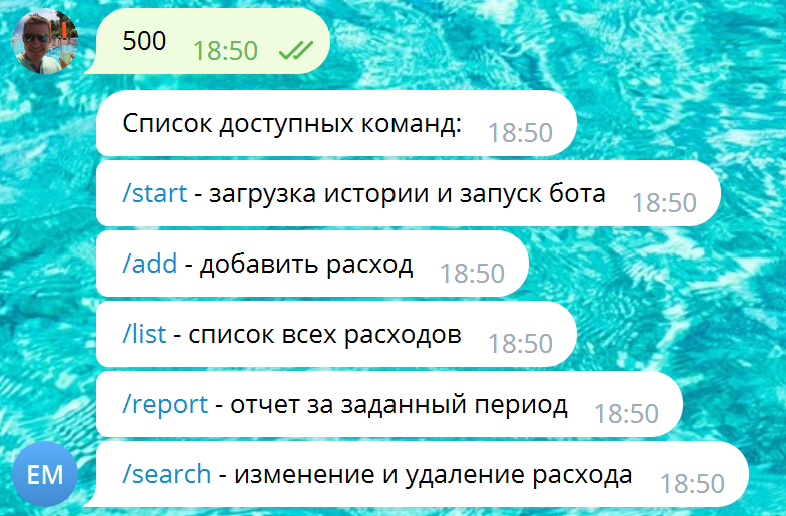 500 18:50
Список доступных команд: 18:50
/start - загрузка истории и запуск бота 18:50
/add - добавить расход 18:50
/list - список всех расходов 18:50
/report - отчет за заданный период 18:50
EM /search - изменение и удаление расхода 18:50